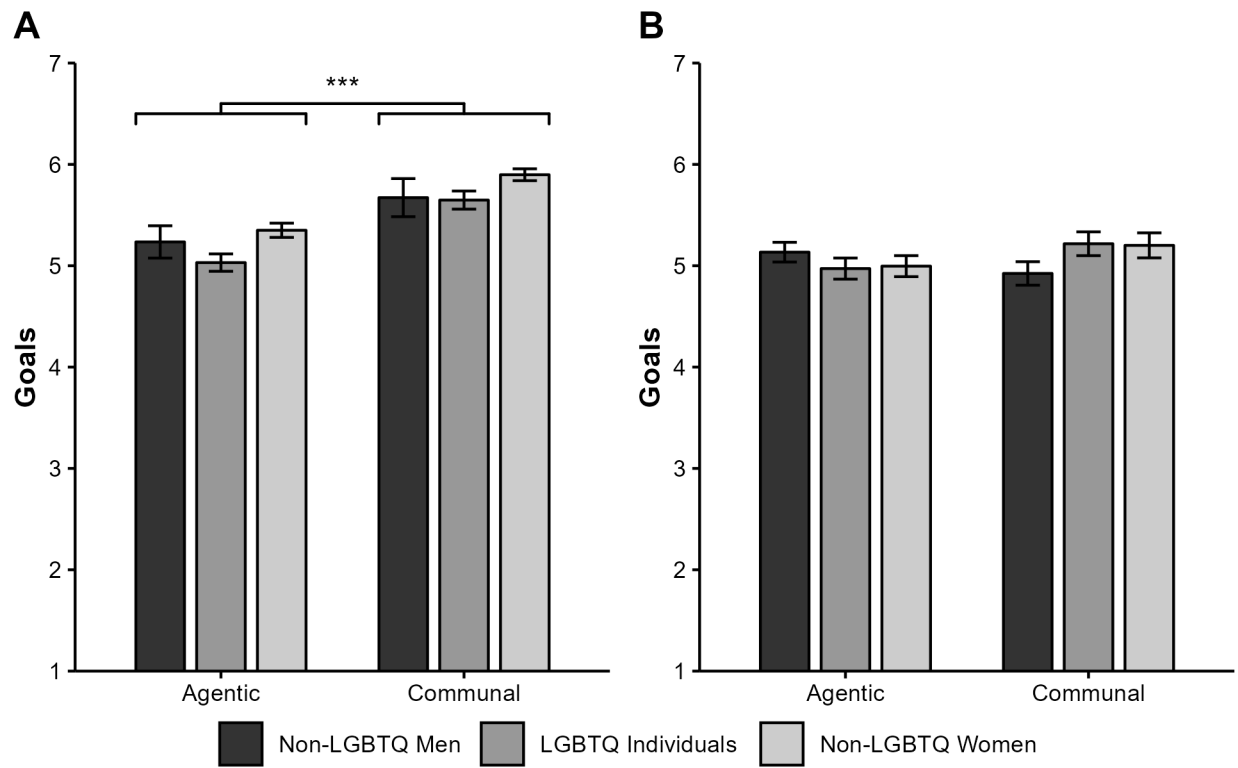 A
B
7
6
5
4
3
2
1
Goals
***
Agentic
Communal
7
6
5
4
3
2
1
Goals
Agentic
Communal
Non-LGBTQ Men
LGBTQ Individuals
Non-LGBTQ Women